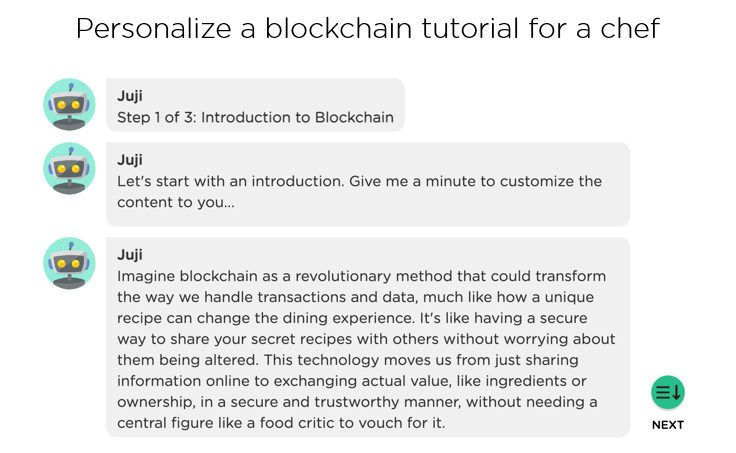 Personalize a blockchain tutorial for a chef
Juji
Step 1 of 3: Introduction to Blockchain
Juji
Let's start with an introduction. Give me a minute to customize the
content to you...
Juji
Imagine blockchain as a revolutionary method that could transform
the way we handle transactions and data, much like how a unique
recipe can change the dining experience. It's like having a secure
way to share your secret recipes with others without worrying about
them being altered. This technology moves us from just sharing
information online to exchanging actual value, like ingredients or
ownership, in a secure and trustworthy manner, without needing a
central figure like a food critic to vouch for it.
NEXT